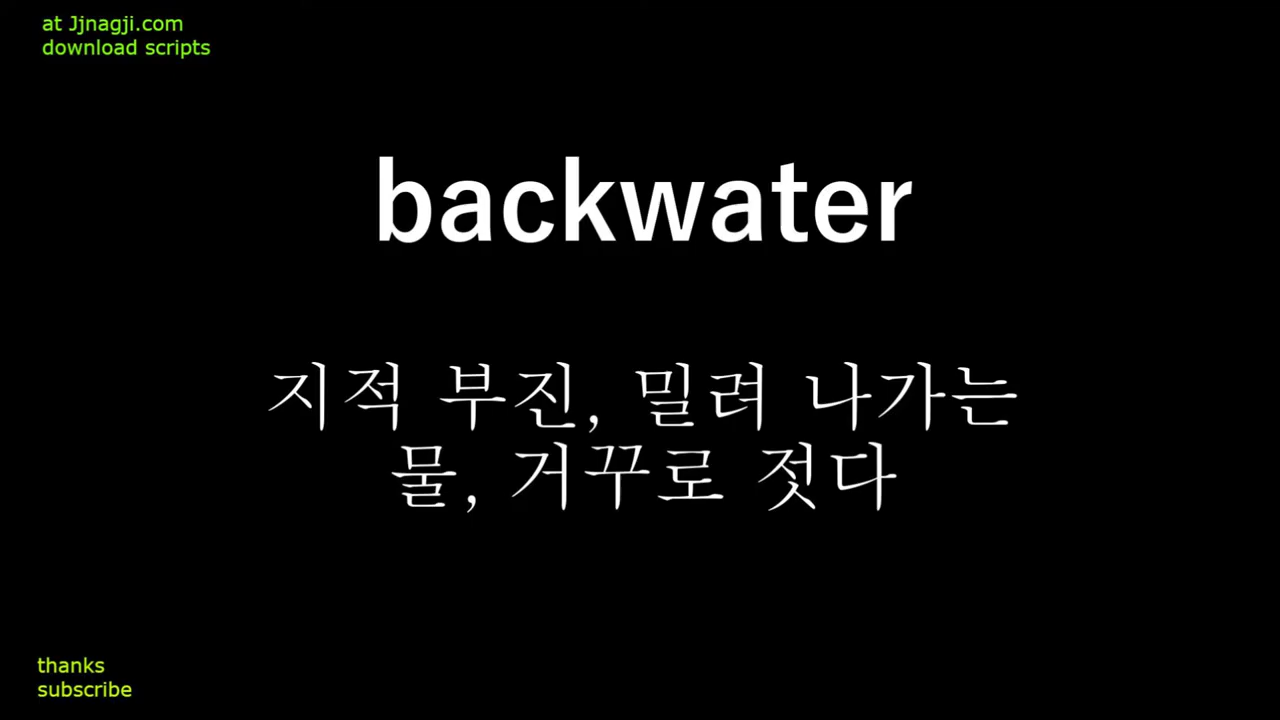 at Jjnagji.com
download scripts
backwater
지적 부진, 밀려 나가는
물, 거꾸로 젓다
thanks
subscribe